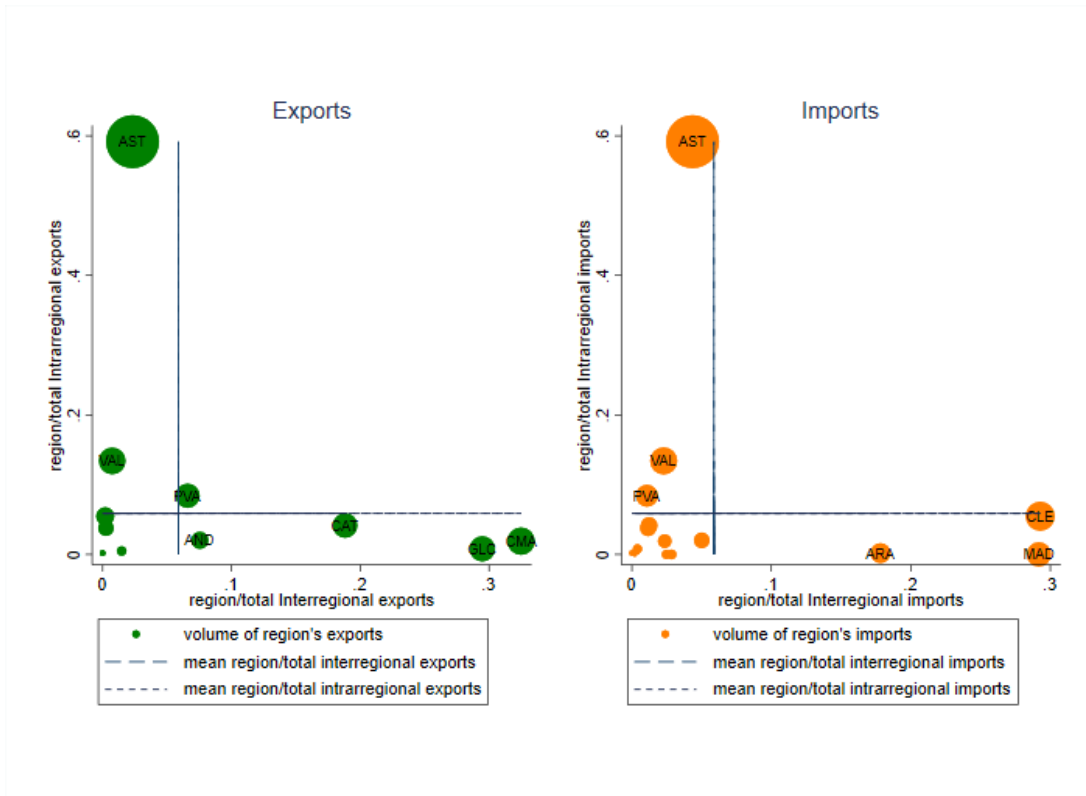 Exports
region/total Intrarregional exports
.6
.4
.2
0
AST
VAL
PVA
AND
CAT
GLC
CMA
0
.1
.2
.3
region/total Interregional exports
volume of region's exports
mean region/total interregional exports
mean region/total intrarregional exports
Imports
region/total Intrarregional imports
.6
.4
.2
0
AST
VAL
PVA
CLE
ARA
MAD
0
.1
.2
.3
region/total Interregional imports
volume of region's imports
mean region/total interregional imports
mean region/total intrarregional imports